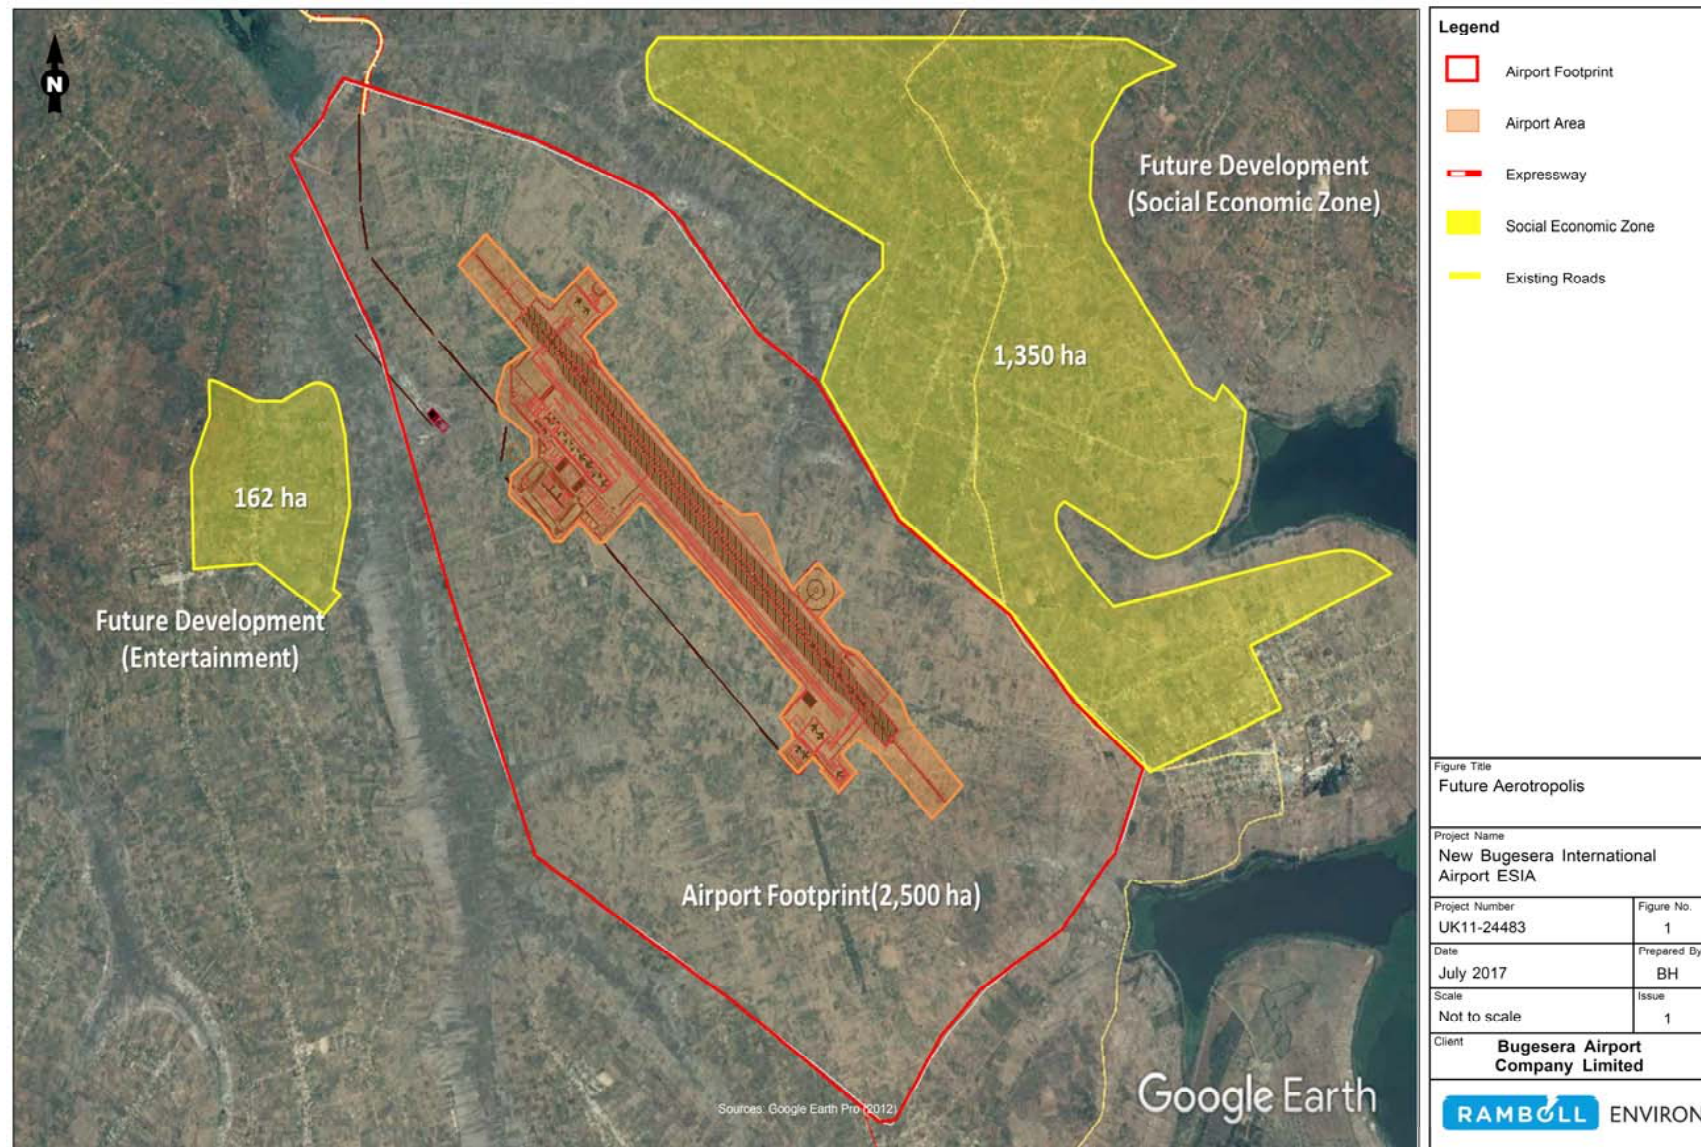 N
Future Development
(Social Economic Zone)
1,350 ha
162 ha
Future Development
(Entertainment)
Airport Footprint(2,500 ha)
Sources: Google Earth Pro (2012)
Google Earth
Legend
Airport Footprint
Airport Area
Expressway
Social Economic Zone
Existing Roads
Figure Title
Future Aerotropolis
Project Name
New Bugesera International
Airport ESIA
Project Number
UK11-24483
Figure No.
1
Date
July 2017
Prepared By
BH
Scale
Not to scale
Issue
1
Client
Bugesera Airport
Company Limited
RAMBOLL ENVIRON